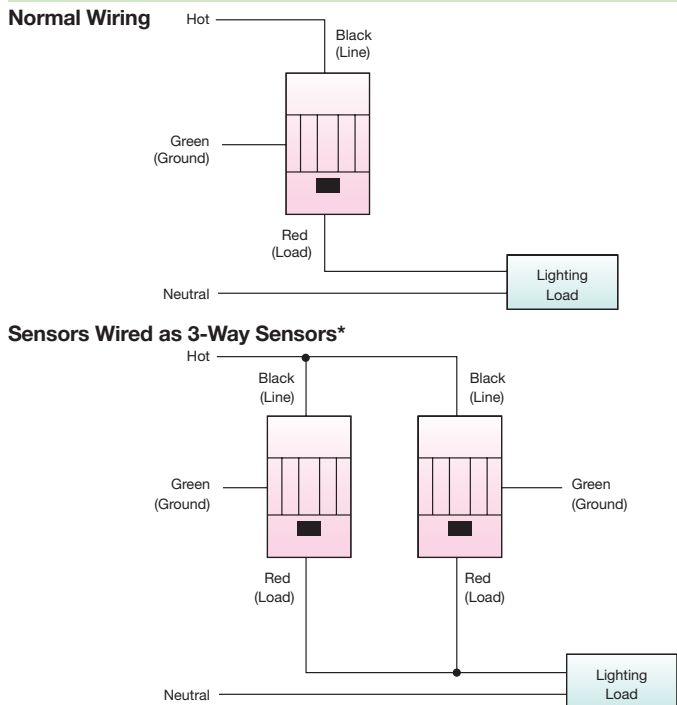 Normal Wiring
Hot
Black
(Line)
Green
(Ground)
Red
(Load)
Lighting
Load
Neutral
Sensors Wired as 3-Way Sensors*
Hot
Black
(Line)
Black
(Line)
Green
(Ground)
Green
(Ground)
Red
(Load)
Red
(Load)
Lighting
Load
Neutral